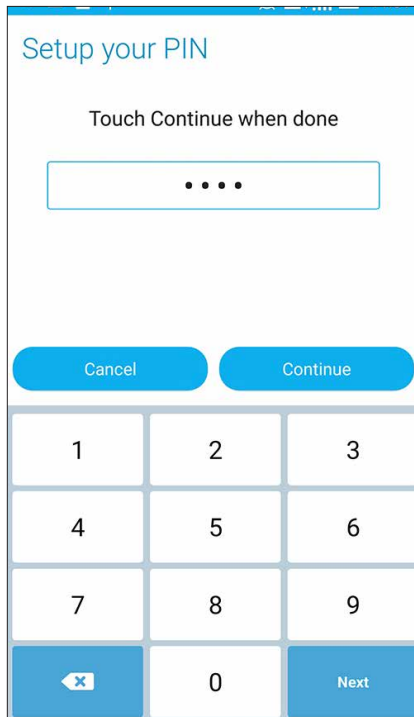 Setup your PIN
Touch Continue when done
••••
Cancel Continue
1 2 3
4 5 6
7 8 9
0 Next